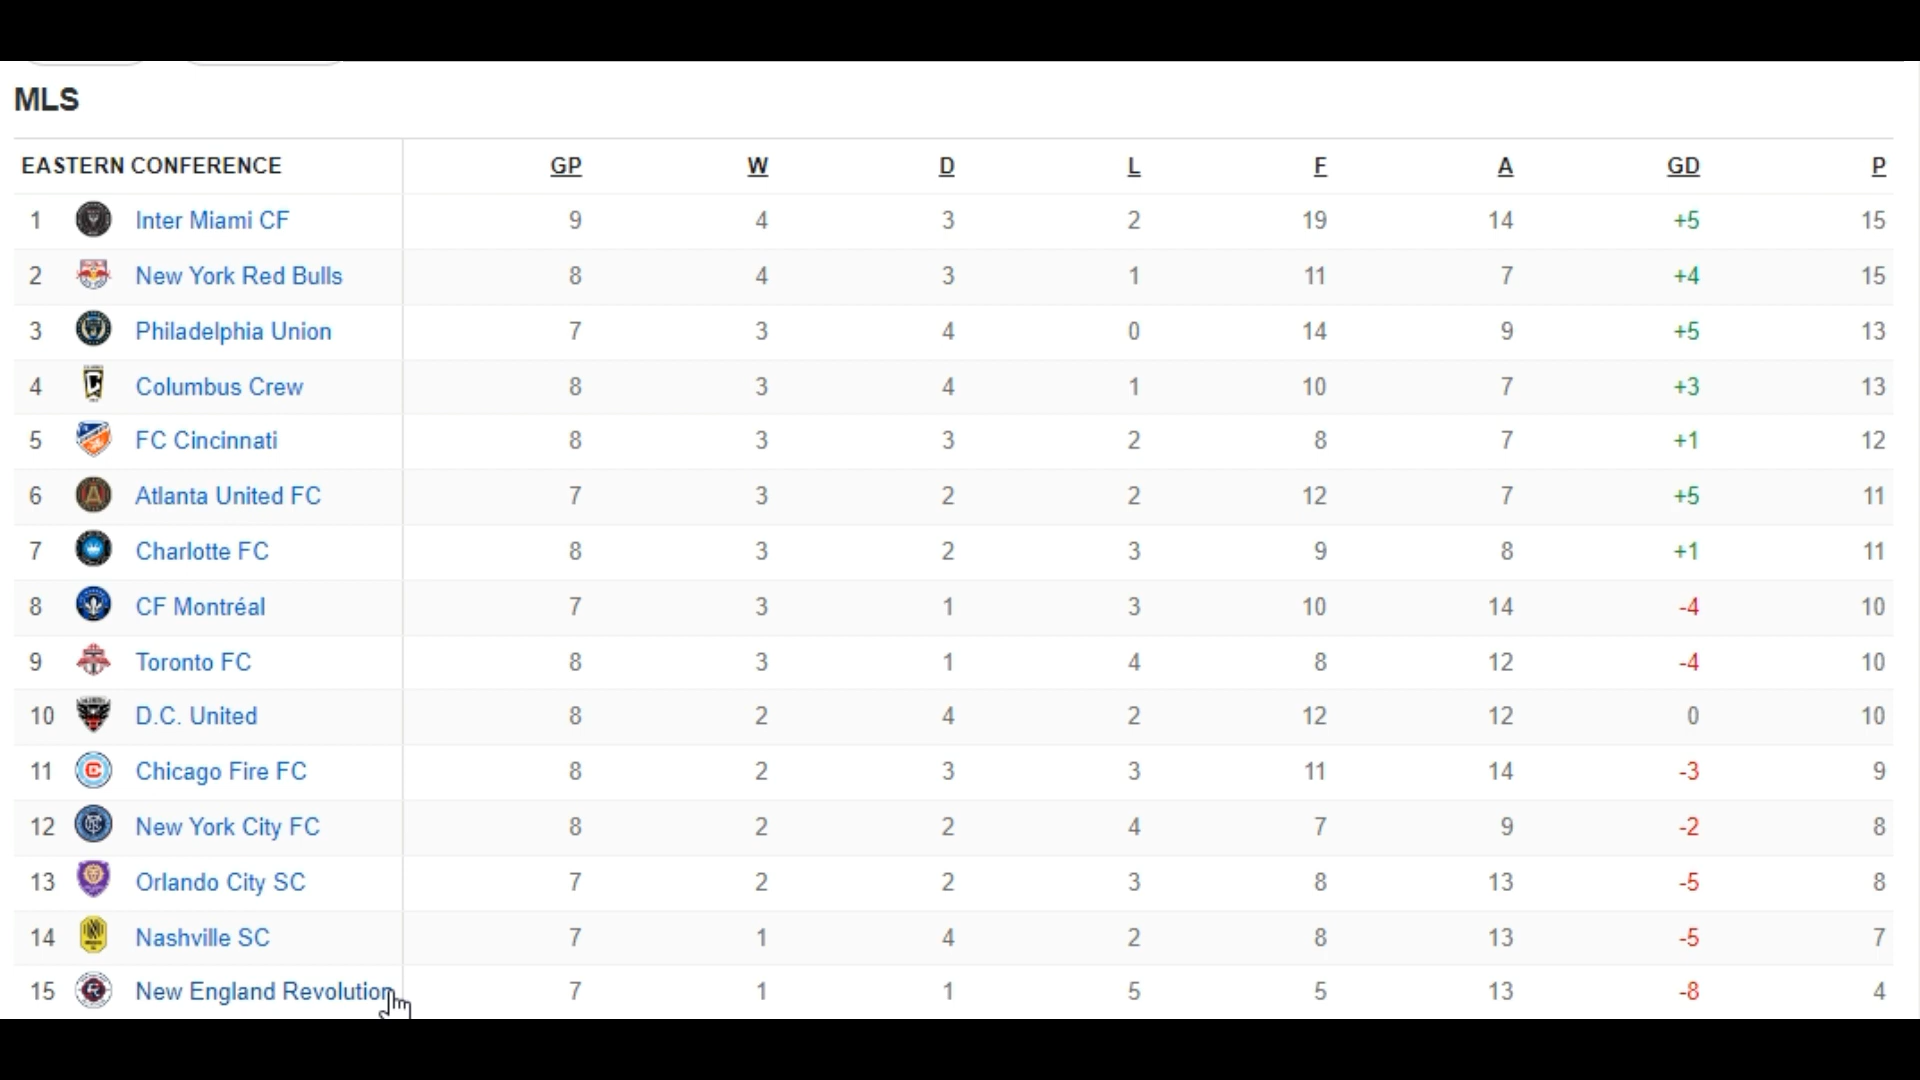 MLS
EASTERN CONFERENCE GP W D L F A GD P
1 Inter Miami CF 9 4 3 2 19 14 +5 15
2 New York Red Bulls 8 4 3 1 11 7 +4 15
3 Philadelphia Union 7 3 4 0 14 9 +5 13
4 Columbus Crew 8 3 4 1 10 7 +3 13
5 FC Cincinnati 8 3 3 2 8 7 +1 12
6 Atlanta United FC 7 3 2 2 12 7 +5 11
7 Charlotte FC 8 3 2 3 9 8 +1 11
8 CF Montréal 7 3 1 3 10 14 -4 10
9 Toronto FC 8 3 1 4 8 12 -4 10
10 D.C. United 8 2 4 2 12 12 0 10
11 Chicago Fire FC 8 2 3 3 11 14 -3 9
12 New York City FC 8 2 2 4 7 9 -2 8
13 Orlando City SC 7 2 2 3 8 13 -5 8
14 Nashville SC 7 1 4 2 8 13 -5 7
15 New England Revolution 7 1 1 5 5 13 -8 4